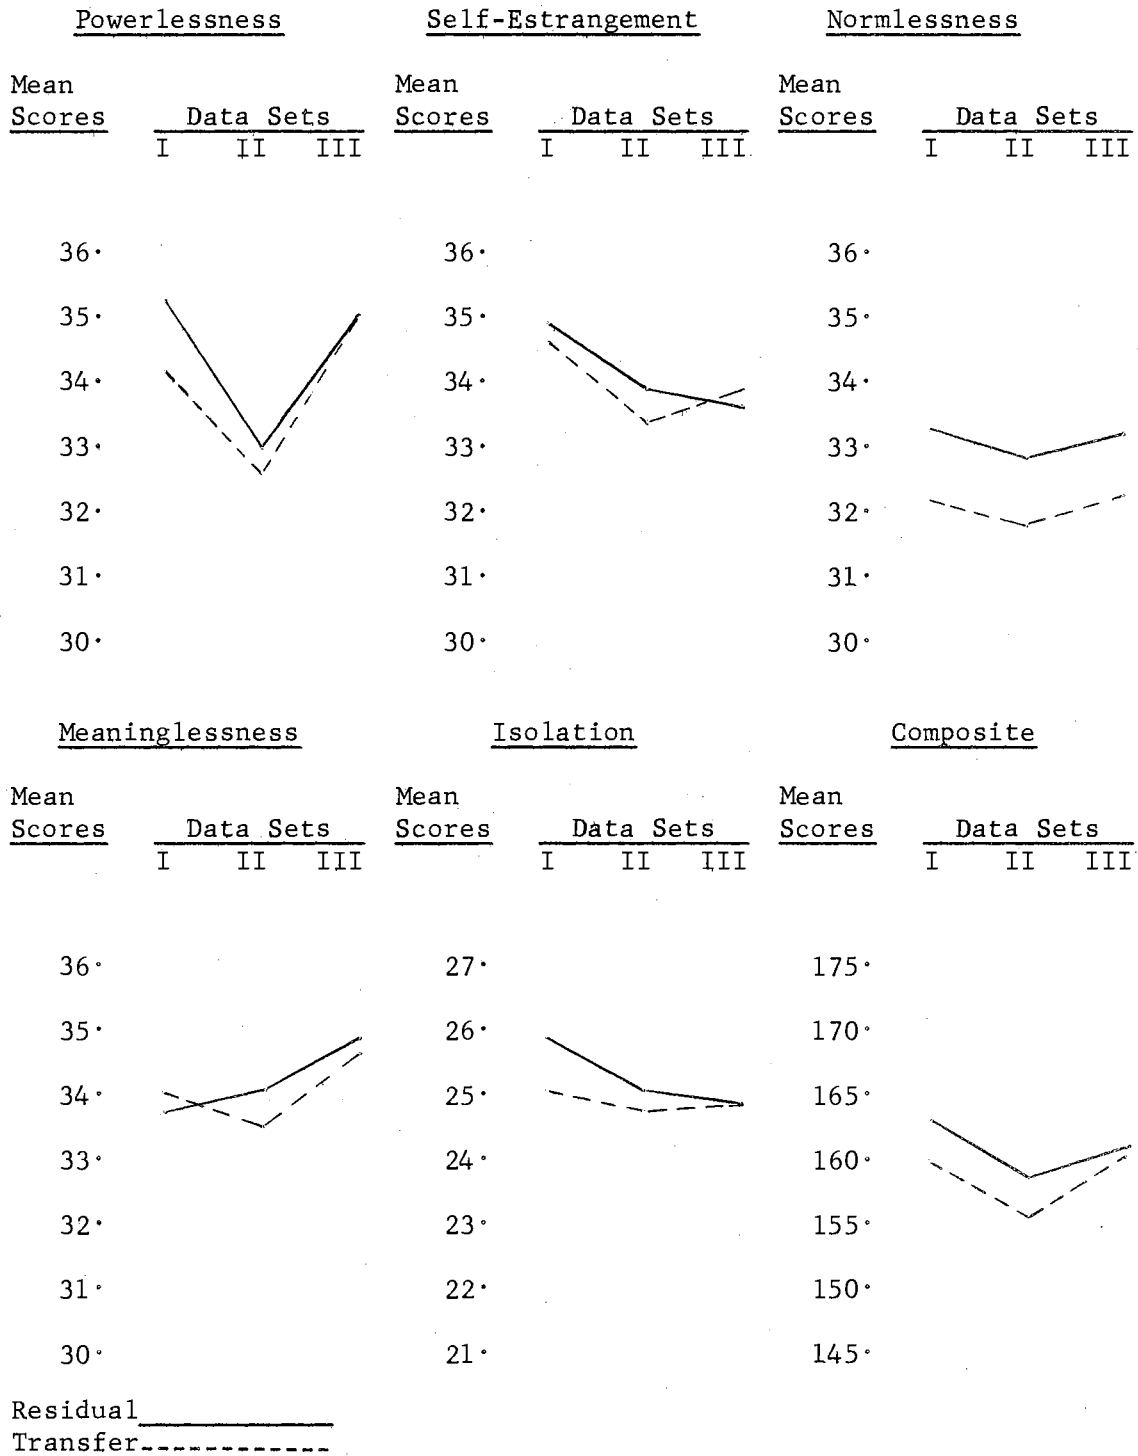 Powerlessness Self-Estrangement Normlessness
Mean Mean Mean
Scores Data Sets Scores Data Sets Scores Data Sets
I II III I II III I II III
36· 36· 36·
35· 35· 35·
34· 34· 34·
33· 33· 33·
32· 32· 32·
31· 31· 31·
30· 30· 30·
Meaninglessness Isolation Composite
Mean Mean Mean
Scores Data Sets Scores Data Sets Scores Data Sets
I II III I II III I II III
36· 27· 175·
35· 26· 170·
34· 25· 165·
33· 24· 160·
32· 23· 155·
31· 22· 150·
30· 21· 145·
Residual
Transfer